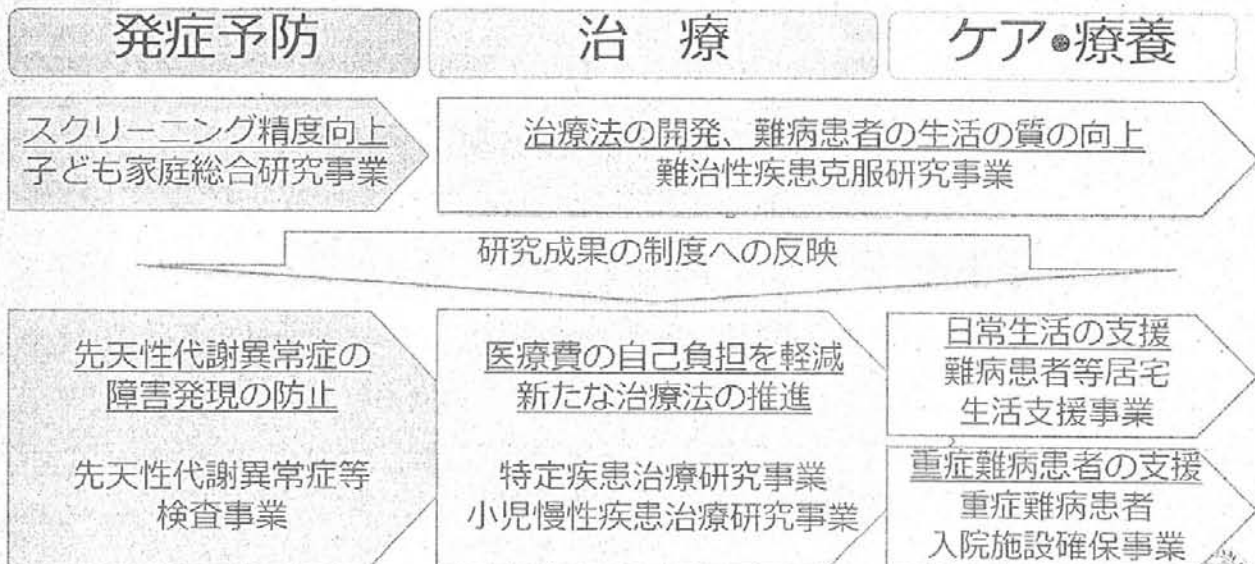 発症予防
治 療
ケア・療養
スクリーニング精度向上
子ども家庭総合研究事業
治療法の開発、難病患者の生活の質の向上
難治性疾患克服研究事業
研究成果の制度への反映
先天性代謝異常症の
障害発現の防止
先天性代謝異常症等
検査事業
医療費の自己負担を軽減
新たな治療法の推進
特定疾患治療研究事業
小児慢性疾患治療研究事業
日常生活の支援
難病患者等居宅
生活支援事業
重症難病患者の支援
重症難病患者
入院施設確保事業